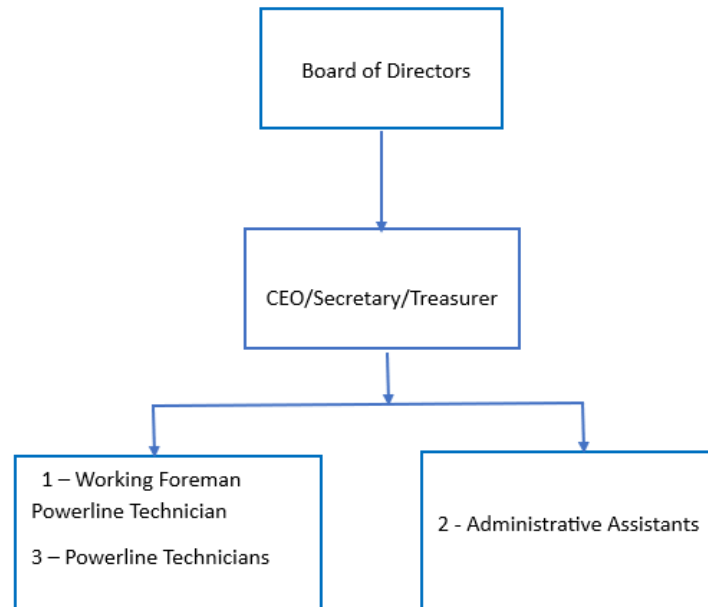 Board of Directors
CEO/Secretary/Treasurer
1 – Working Foreman
Powerline Technician
3 – Powerline Technicians
2 - Administrative Assistants